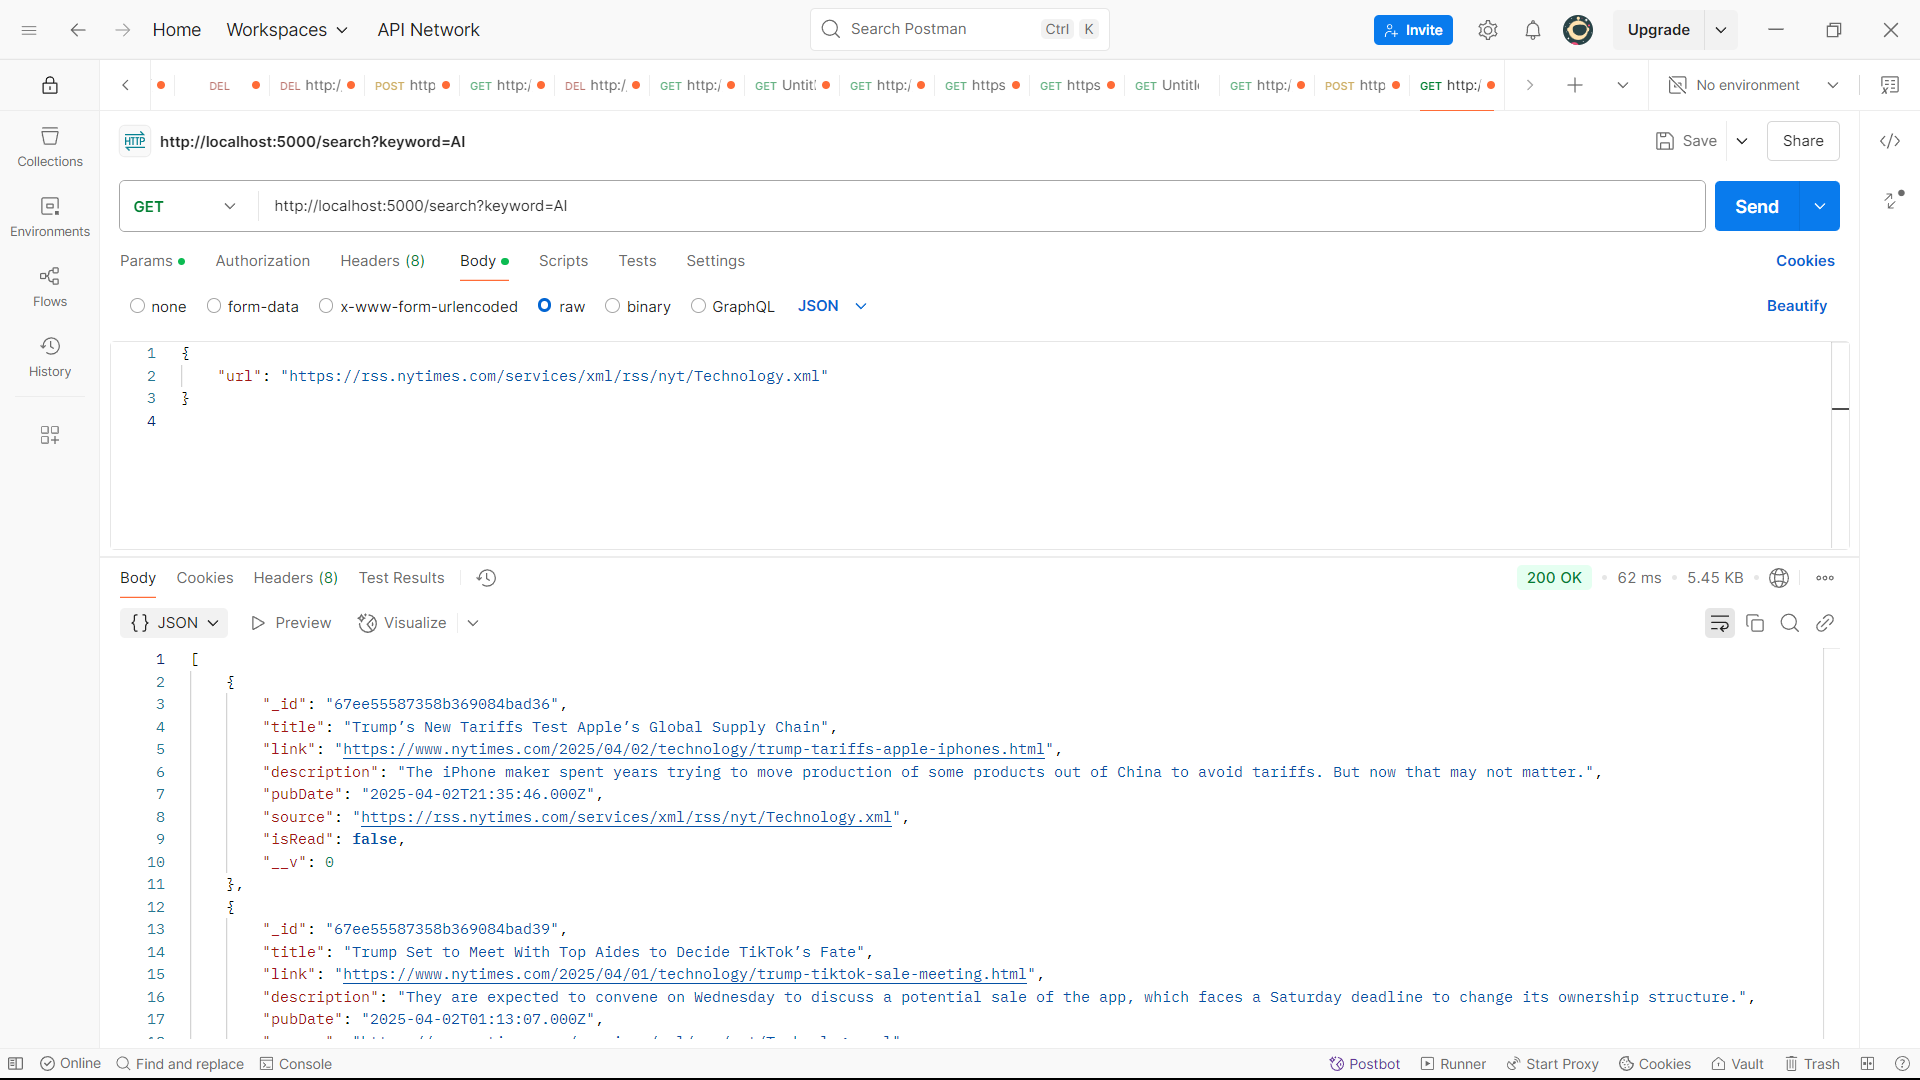 Home Workspaces API Network Search Postman Ctrl K Invite Upgrade
DEL DEL http:/ POST http GET http:/ DEL http:/ GET http:/ GET Untit GET http:/ GET https GET https GET Untitle GET http:/ POST http GET http:/ No environment
HTTP http://localhost:5000/search?keyword=AI Save Share
Collections
Environments
Flows
History
GET http://localhost:5000/search?keyword=AI Send
Params Authorization Headers (8) Body Scripts Tests Settings Cookies
none form-data x-www-form-urlencoded raw binary GraphQL JSON Beautify
1 {
2 "url": "https://rss.nytimes.com/services/xml/rss/nyt/Technology.xml"
3 }
4
Body Cookies Headers (8) Test Results 200 OK 62 ms 5.45 KB
{} JSON Preview Visualize
1 [
2 {
3 "_id": "67ee55587358b369084bad36",
4 "title": "Trump’s New Tariffs Test Apple’s Global Supply Chain",
5 "link": "https://www.nytimes.com/2025/04/02/technology/trump-tariffs-apple-iphones.html",
6 "description": "The iPhone maker spent years trying to move production of some products out of China to avoid tariffs. But now that may not matter.",
7 "pubDate": "2025-04-02T21:35:46.000Z",
8 "source": "https://rss.nytimes.com/services/xml/rss/nyt/Technology.xml",
9 "isRead": false,
10 "__v": 0
11 },
12 {
13 "_id": "67ee55587358b369084bad39",
14 "title": "Trump Set to Meet With Top Aides to Decide TikTok’s Fate",
15 "link": "https://www.nytimes.com/2025/04/01/technology/trump-tiktok-sale-meeting.html",
16 "description": "They are expected to convene on Wednesday to discuss a potential sale of the app, which faces a Saturday deadline to change its ownership structure.",
17 "pubDate": "2025-04-02T01:13:07.000Z",
Online Find and replace Console Postbot Runner Start Proxy Cookies Vault Trash